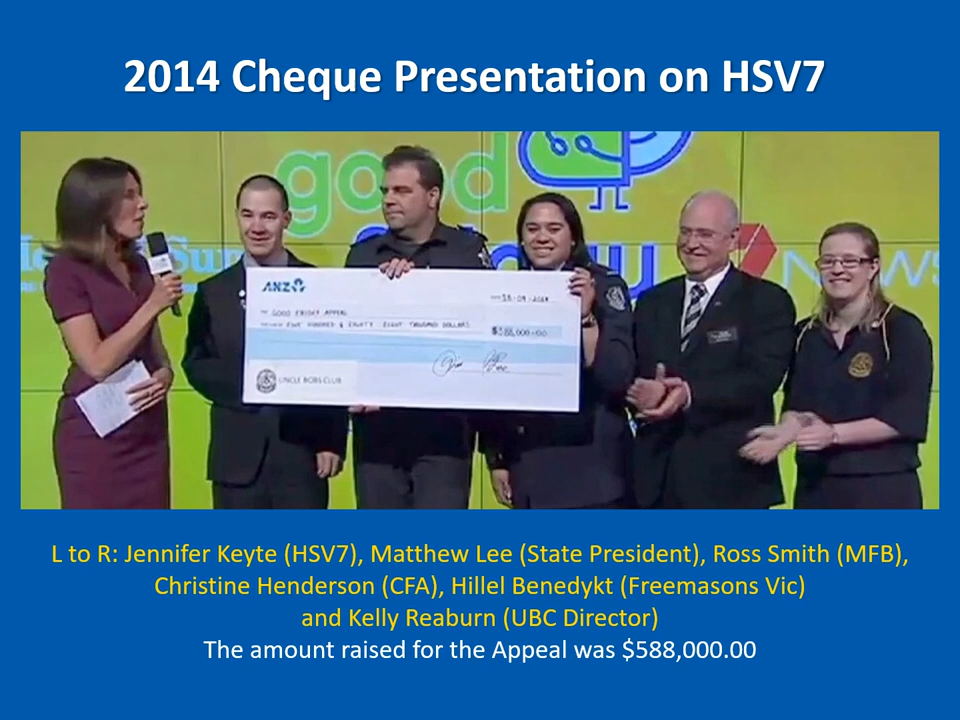 2014 Cheque Presentation on HSV7
good
NEWS
ANZ
GOOD FRIDAY APPEAL
FIVE HUNDRED & EIGHTY EIGHT THOUSAND DOLLARS
$588,000-00
UNCLE BOBS CLUB
L to R: Jennifer Keyte (HSV7), Matthew Lee (State President), Ross Smith (MFB),
Christine Henderson (CFA), Hillel Benedykt (Freemasons Vic)
and Kelly Reaburn (UBC Director)
The amount raised for the Appeal was $588,000.00